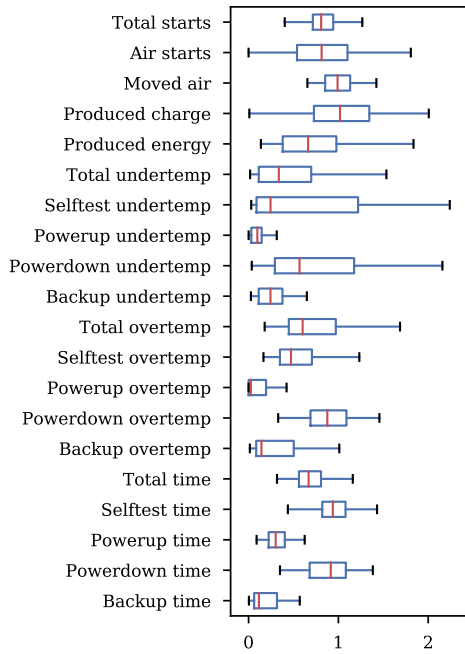 Total starts
Air starts
Moved air
Produced charge
Produced energy
Total undertemp
Selftest undertemp
Powerup undertemp
Powerdown undertemp
Backup undertemp
Total overtemp
Selftest overtemp
Powerup overtemp
Powerdown overtemp
Backup overtemp
Total time
Selftest time
Powerup time
Powerdown time
Backup time
0 1 2